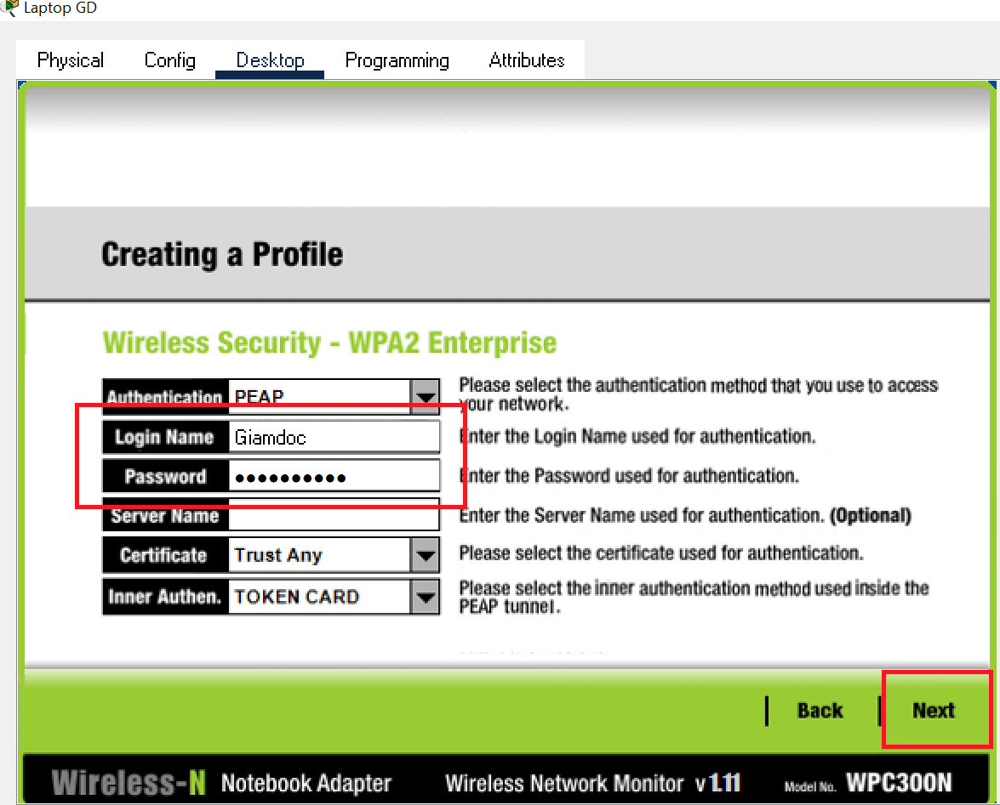 Laptop GD
Physical Config Desktop Programming Attributes
Creating a Profile
Wireless Security - WPA2 Enterprise
Authentication PEAP
Please select the authentication method that you use to access
your network.
Login Name Giamdoc
Enter the Login Name used for authentication.
Password ••••••••••
Enter the Password used for authentication.
Server Name
Enter the Server Name used for authentication. (Optional)
Certificate Trust Any
Please select the certificate used for authentication.
Inner Authen. TOKEN CARD
Please select the inner authentication method used inside the
PEAP tunnel.
Back Next
Wireless-N Notebook Adapter Wireless Network Monitor v1.11 Model No. WPC300N